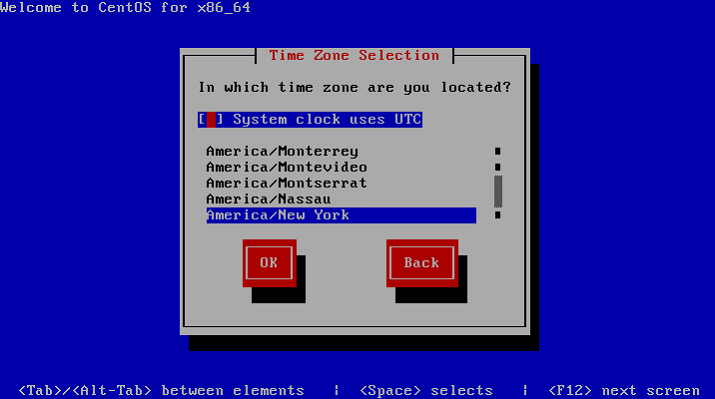 Welcome to CentOS for x86_64
Time Zone Selection
In which time zone are you located?
[ ] System clock uses UTC
America/Monterrey
America/Montevideo
America/Montserrat
America/Nassau
America/New York
OK Back
<Tab>/<Alt-Tab> between elements | <Space> selects | <F12> next screen